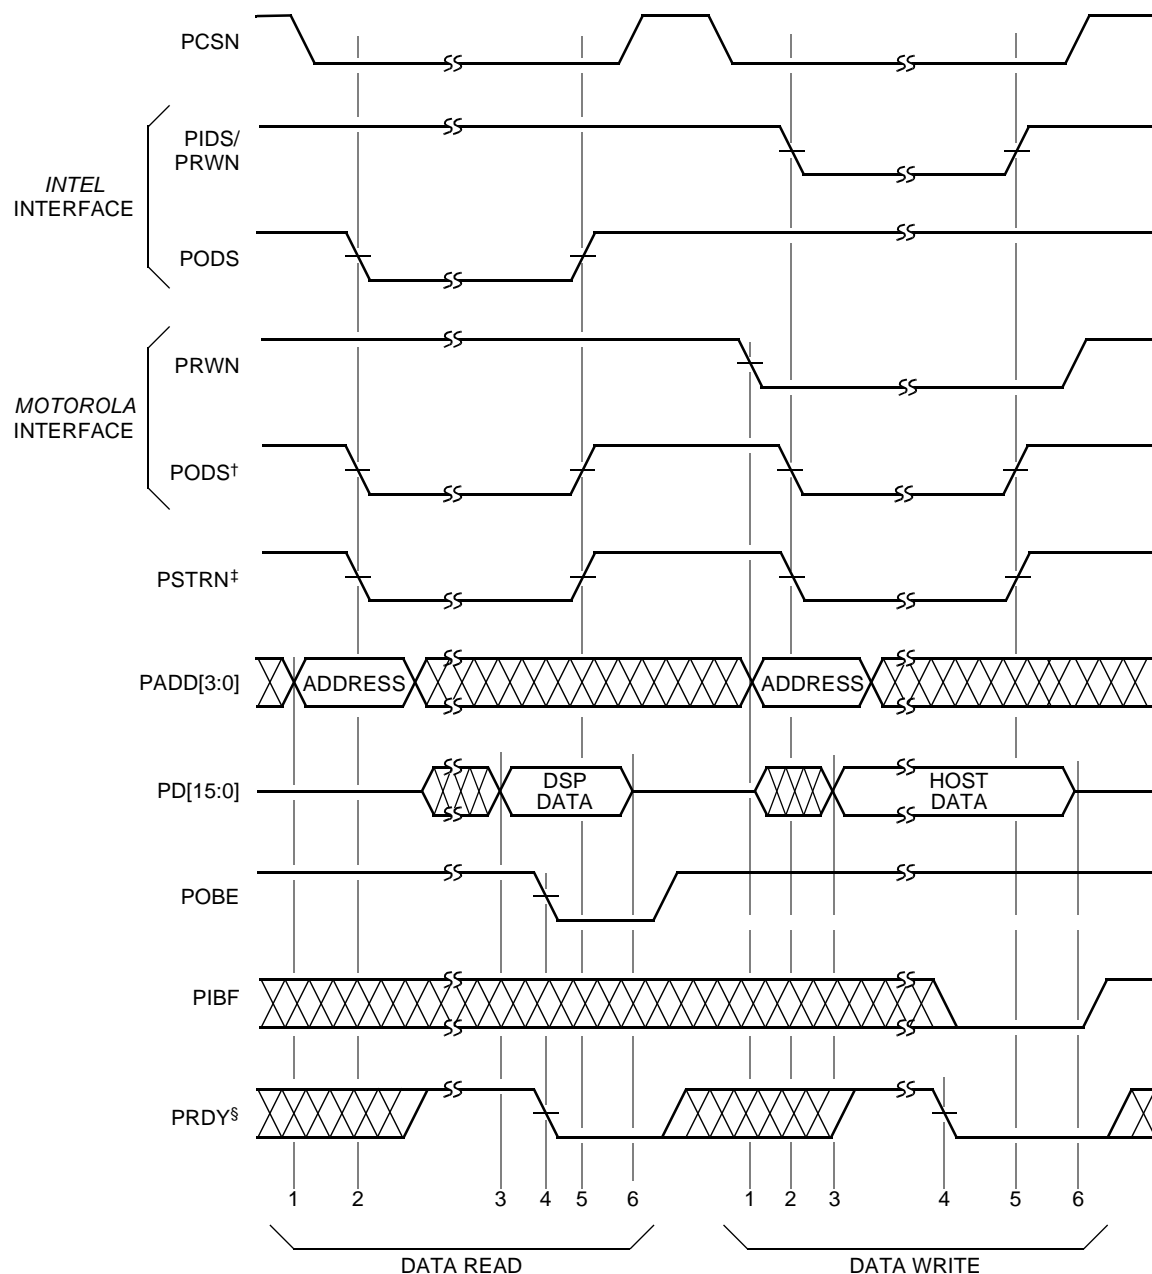 PCSN
PIDS/
PRWN
INTEL
INTERFACE
PODS
PRWN
MOTOROLA
INTERFACE
PODS†
PSTRN‡
PADD[3:0]
ADDRESS
ADDRESS
PD[15:0]
DSP
DATA
HOST
DATA
POBE
PIBF
PRDY§
1 2 3 4 5 6 1 2 3 4 5 6
DATA READ
DATA WRITE